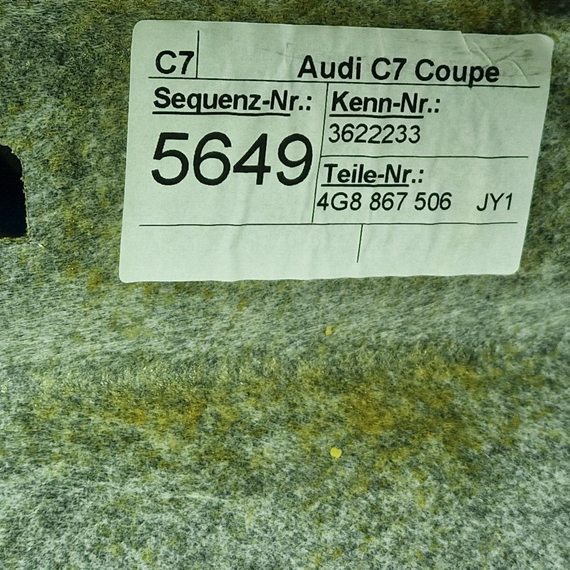 C7 Audi C7 Coupe
Sequenz-Nr.: Kenn-Nr.:
3622233
5649
Teile-Nr.:
4G8 867 506 JY1